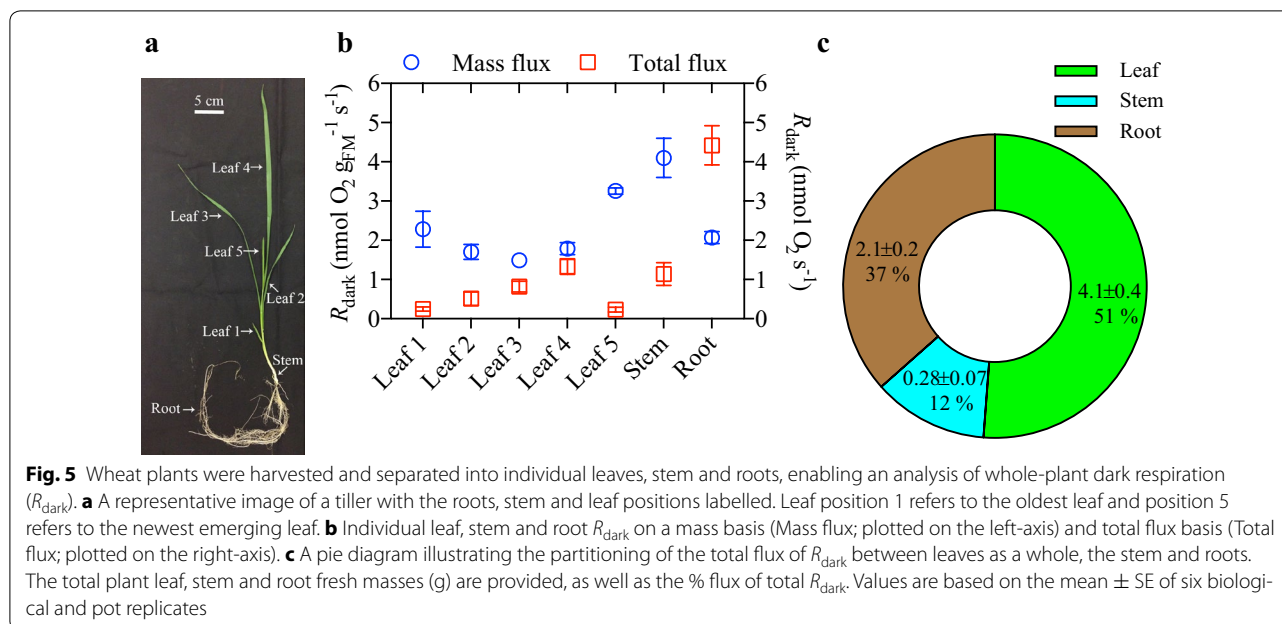 a
5 cm
Leaf 4→
Leaf 3→
Leaf 5→
Leaf 2
Leaf 1→
Stem
Root→
b
Mass flux
Total flux
R_dark (nmol O₂ g_FM⁻¹ s⁻¹)
6
5
4
3
2
1
0
6
5
4
3
2
1
0
R_dark (nmol O₂ s⁻¹)
Leaf 1
Leaf 2
Leaf 3
Leaf 4
Leaf 5
Stem
Root
c
Leaf
Stem
Root
2.1±0.2
37 %
4.1±0.4
51 %
0.28±0.07
12 %
Fig. 5 Wheat plants were harvested and separated into individual leaves, stem and roots, enabling an analysis of whole-plant dark respiration
(R_dark). a A representative image of a tiller with the roots, stem and leaf positions labelled. Leaf position 1 refers to the oldest leaf and position 5
refers to the newest emerging leaf. b Individual leaf, stem and root R_dark on a mass basis (Mass flux; plotted on the left-axis) and total flux basis (Total
flux; plotted on the right-axis). c A pie diagram illustrating the partitioning of the total flux of R_dark between leaves as a whole, the stem and roots.
The total plant leaf, stem and root fresh masses (g) are provided, as well as the % flux of total R_dark. Values are based on the mean ± SE of six biologi-
cal and pot replicates